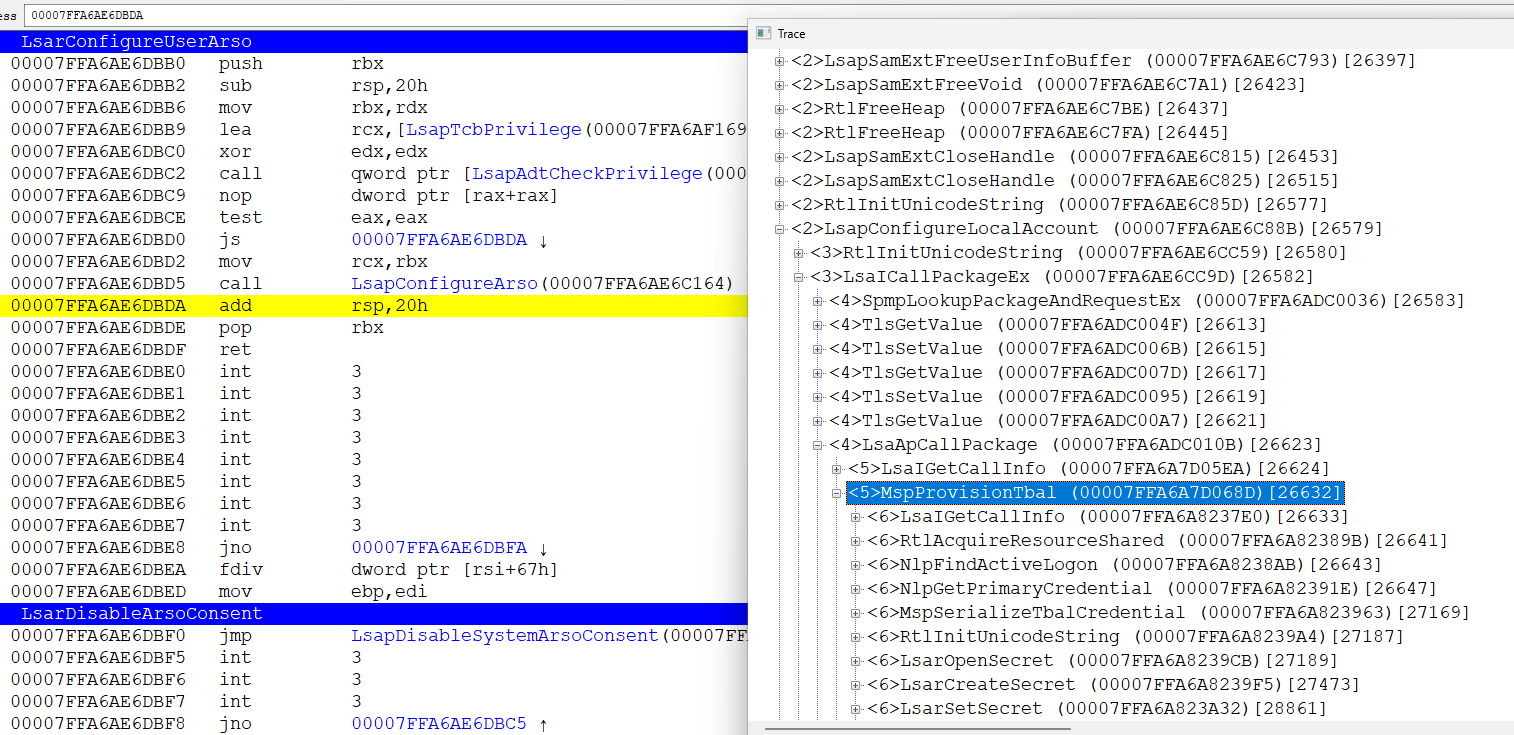 ess 00007FFA6AE6DBDA
LsarConfigureUserArso
00007FFA6AE6DBB0 push rbx
00007FFA6AE6DBB2 sub rsp,20h
00007FFA6AE6DBB6 mov rbx,rdx
00007FFA6AE6DBB9 lea rcx,[LsapTcbPrivilege(00007FFA6AF169
00007FFA6AE6DBC0 xor edx,edx
00007FFA6AE6DBC2 call qword ptr [LsapAdtCheckPrivilege(000
00007FFA6AE6DBC9 nop dword ptr [rax+rax]
00007FFA6AE6DBCE test eax,eax
00007FFA6AE6DBD0 js 00007FFA6AE6DBDA ↓
00007FFA6AE6DBD2 mov rcx,rbx
00007FFA6AE6DBD5 call LsapConfigureArso(00007FFA6AE6C164)
00007FFA6AE6DBDA add rsp,20h
00007FFA6AE6DBDE pop rbx
00007FFA6AE6DBDF ret
00007FFA6AE6DBE0 int 3
00007FFA6AE6DBE1 int 3
00007FFA6AE6DBE2 int 3
00007FFA6AE6DBE3 int 3
00007FFA6AE6DBE4 int 3
00007FFA6AE6DBE5 int 3
00007FFA6AE6DBE6 int 3
00007FFA6AE6DBE7 int 3
00007FFA6AE6DBE8 jno 00007FFA6AE6DBFA ↓
00007FFA6AE6DBEA fdiv dword ptr [rsi+67h]
00007FFA6AE6DBED mov ebp,edi
LsarDisableArsoConsent
00007FFA6AE6DBF0 jmp LsapDisableSystemArsoConsent(00007FF
00007FFA6AE6DBF5 int 3
00007FFA6AE6DBF6 int 3
00007FFA6AE6DBF7 int 3
00007FFA6AE6DBF8 jno 00007FFA6AE6DBC5 ↑
Trace
<2>LsapSamExtFreeUserInfoBuffer (00007FFA6AE6C793)[26397]
<2>LsapSamExtFreeVoid (00007FFA6AE6C7A1)[26423]
<2>RtlFreeHeap (00007FFA6AE6C7BE)[26437]
<2>RtlFreeHeap (00007FFA6AE6C7FA)[26445]
<2>LsapSamExtCloseHandle (00007FFA6AE6C815)[26453]
<2>LsapSamExtCloseHandle (00007FFA6AE6C825)[26515]
<2>RtlInitUnicodeString (00007FFA6AE6C85D)[26577]
<2>LsapConfigureLocalAccount (00007FFA6AE6C88B)[26579]
<3>RtlInitUnicodeString (00007FFA6AE6CC59)[26580]
<3>LsaICallPackageEx (00007FFA6AE6CC9D)[26582]
<4>SpmpLookupPackageAndRequestEx (00007FFA6ADC0036)[26583]
<4>TlsGetValue (00007FFA6ADC004F)[26613]
<4>TlsSetValue (00007FFA6ADC006B)[26615]
<4>TlsGetValue (00007FFA6ADC007D)[26617]
<4>TlsSetValue (00007FFA6ADC0095)[26619]
<4>TlsGetValue (00007FFA6ADC00A7)[26621]
<4>LsaApCallPackage (00007FFA6ADC010B)[26623]
<5>LsaIGetCallInfo (00007FFA6A7D05EA)[26624]
<5>MspProvisionTbal (00007FFA6A7D068D)[26632]
<6>LsaIGetCallInfo (00007FFA6A8237E0)[26633]
<6>RtlAcquireResourceShared (00007FFA6A82389B)[26641]
<6>NlpFindActiveLogon (00007FFA6A8238AB)[26643]
<6>NlpGetPrimaryCredential (00007FFA6A82391E)[26647]
<6>MspSerializeTbalCredential (00007FFA6A823963)[27169]
<6>RtlInitUnicodeString (00007FFA6A8239A4)[27187]
<6>LsarOpenSecret (00007FFA6A8239CB)[27189]
<6>LsarCreateSecret (00007FFA6A8239F5)[27473]
<6>LsarSetSecret (00007FFA6A823A32)[28861]